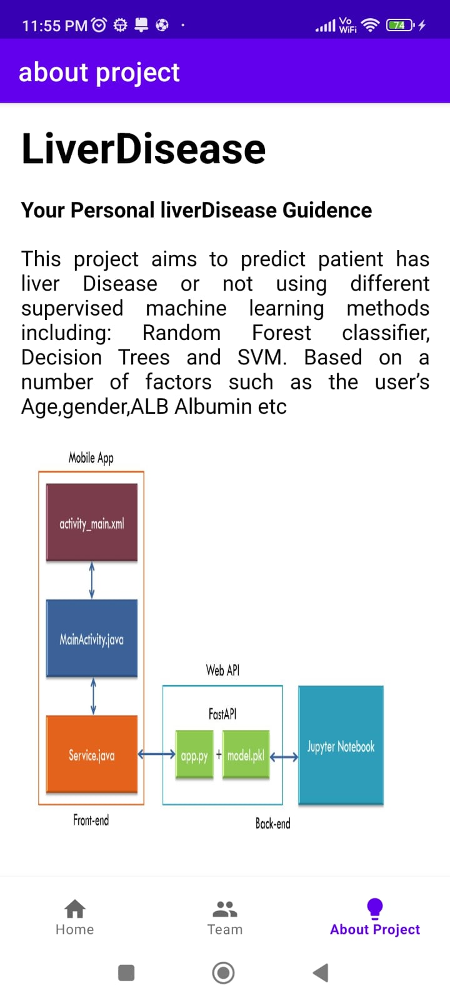 11:55 PM
Vo
WiFi
74
about project
LiverDisease
Your Personal liverDisease Guidence
This project aims to predict patient has
liver Disease or not using different
supervised machine learning methods
including: Random Forest classifier,
Decision Trees and SVM. Based on a
number of factors such as the user’s
Age,gender,ALB Albumin etc
Mobile App
activity_main.xml
MainActivity.java
Web API
FastAPI
Service.java
app.py + model.pkl
Jupyter Notebook
Front-end
Back-end
Home
Team
About Project